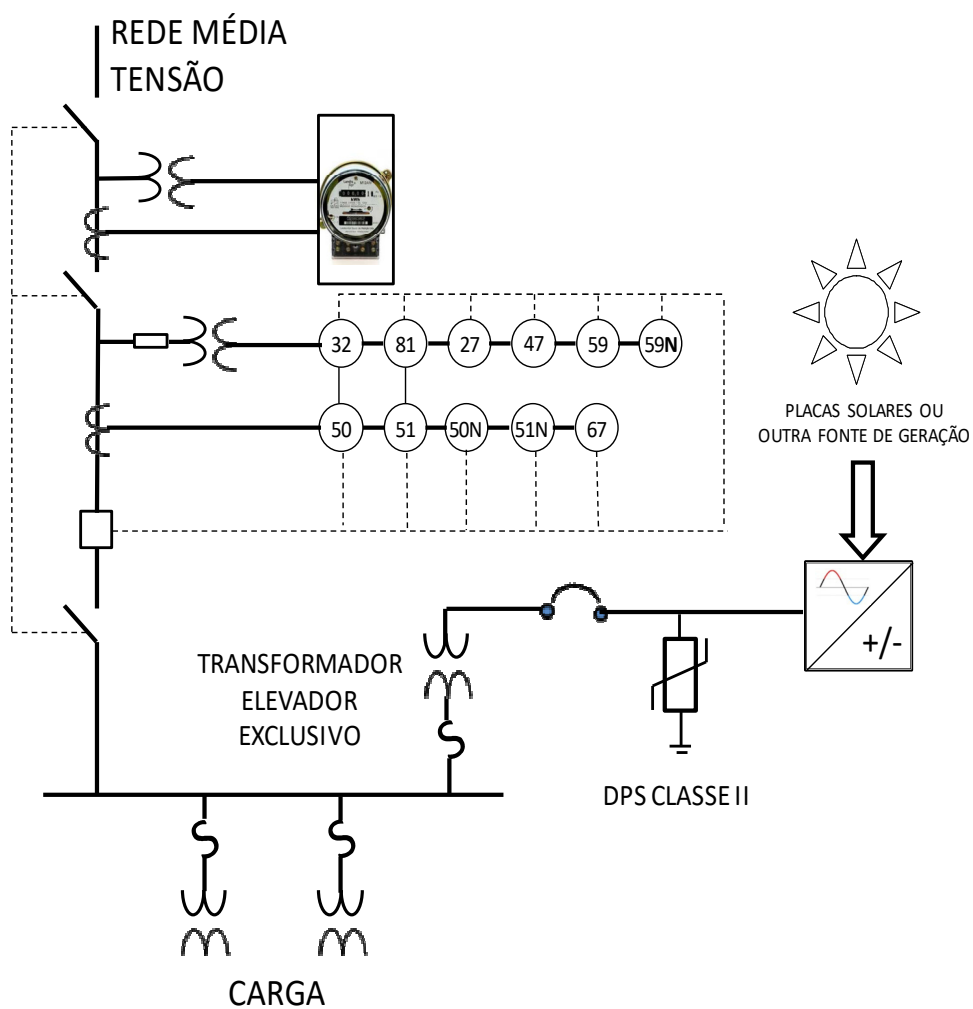 REDE MÉDIA
TENSÃO
32 81 27 47 59 59N
50 51 50N 51N 67
PLACAS SOLARES OU
OUTRA FONTE DE GERAÇÃO
+/-
TRANSFORMADOR
ELEVADOR
EXCLUSIVO
DPS CLASSE II
CARGA